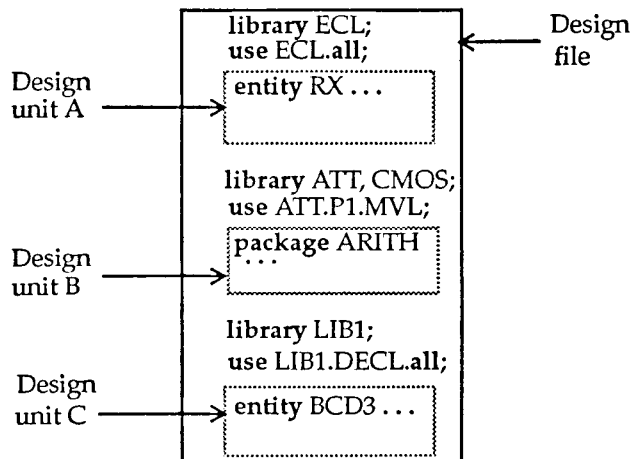 library ECL;
use ECL.all;
Design
file
Design
unit A
entity RX ...
library ATT, CMOS;
use ATT.P1.MVL;
Design
unit B
package ARITH
...
library LIB1;
use LIB1.DECL.all;
Design
unit C
entity BCD3 ...